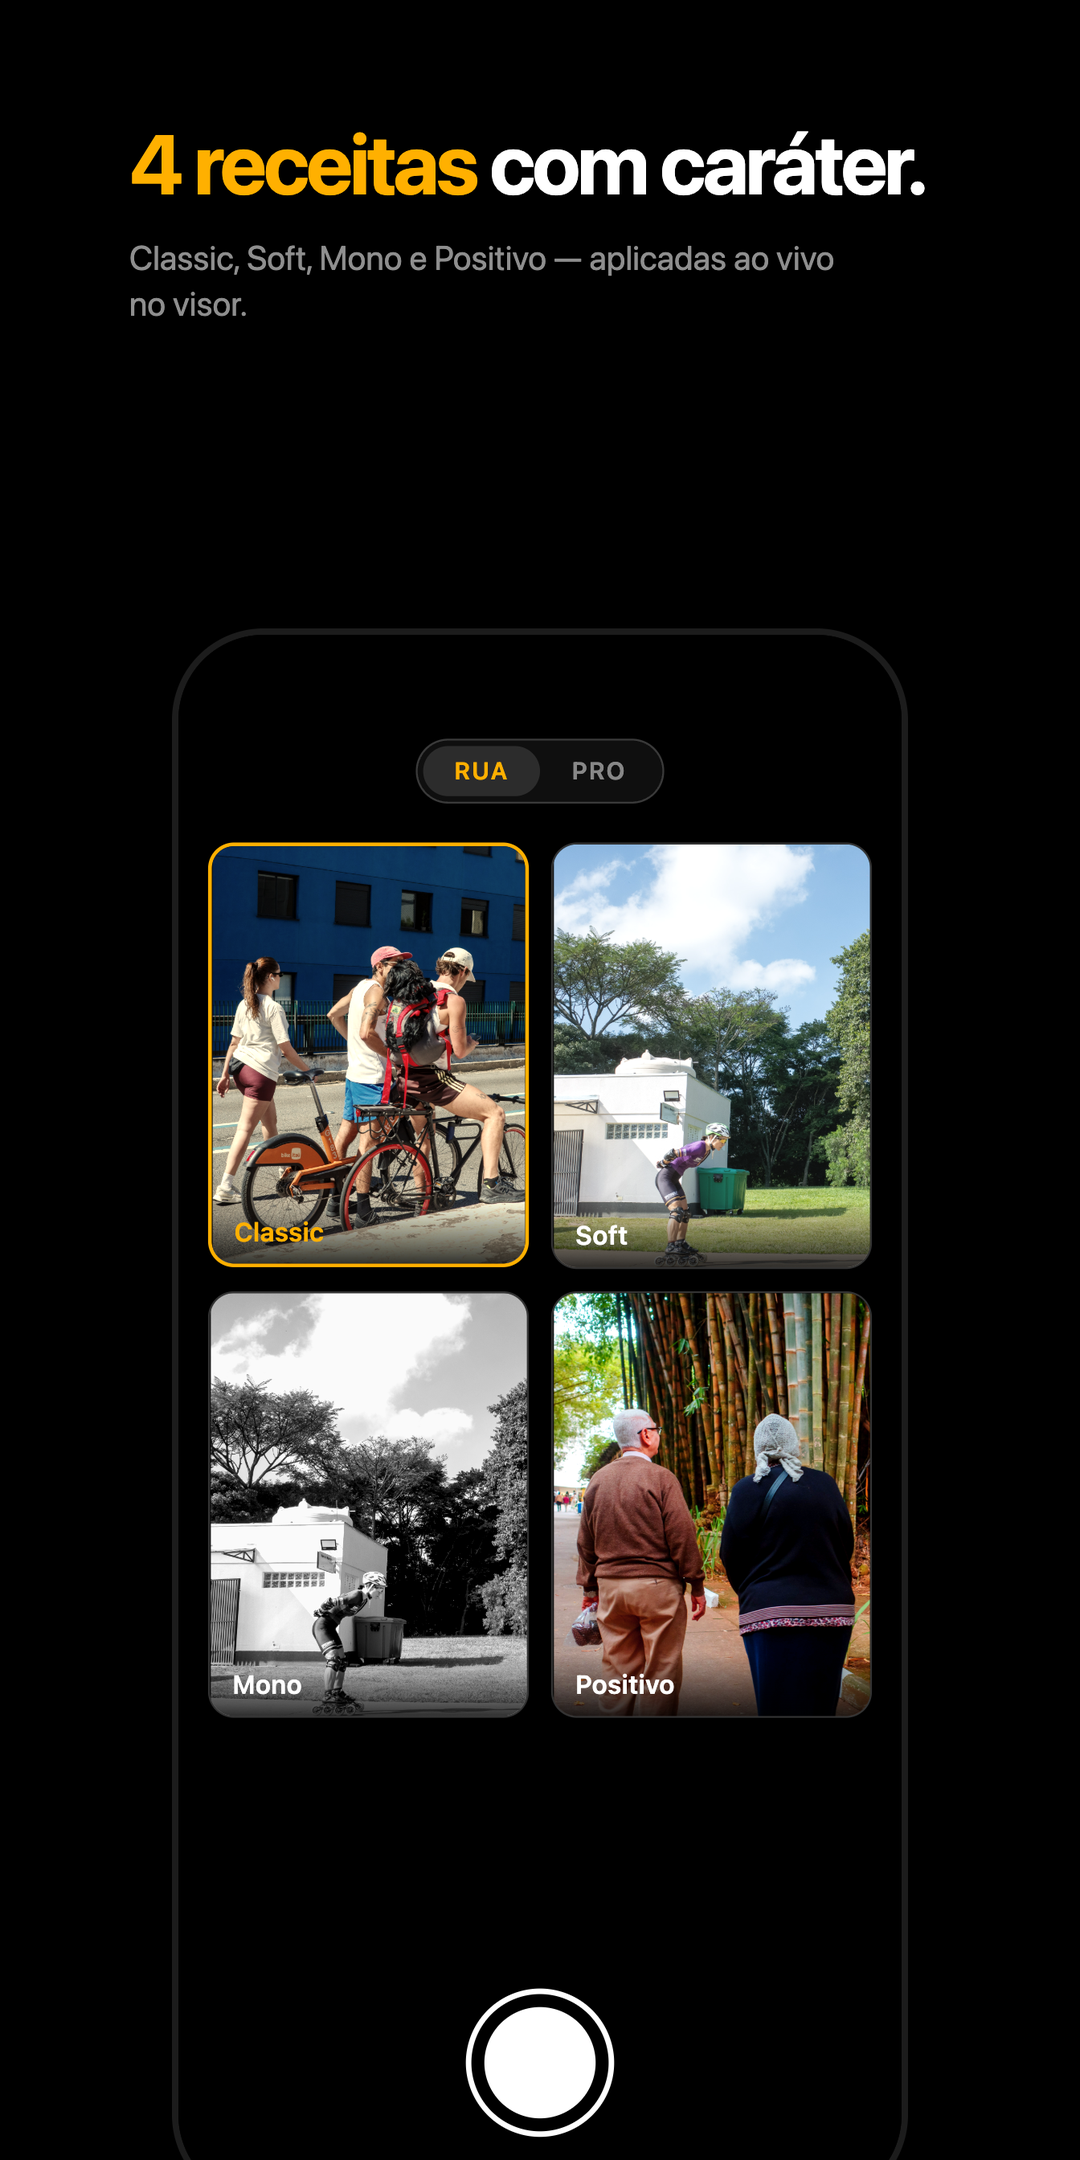 4 receitas com caráter.
Classic, Soft, Mono e Positivo — aplicadas ao vivo
no visor.
RUA PRO
Classic
Soft
Mono
Positivo